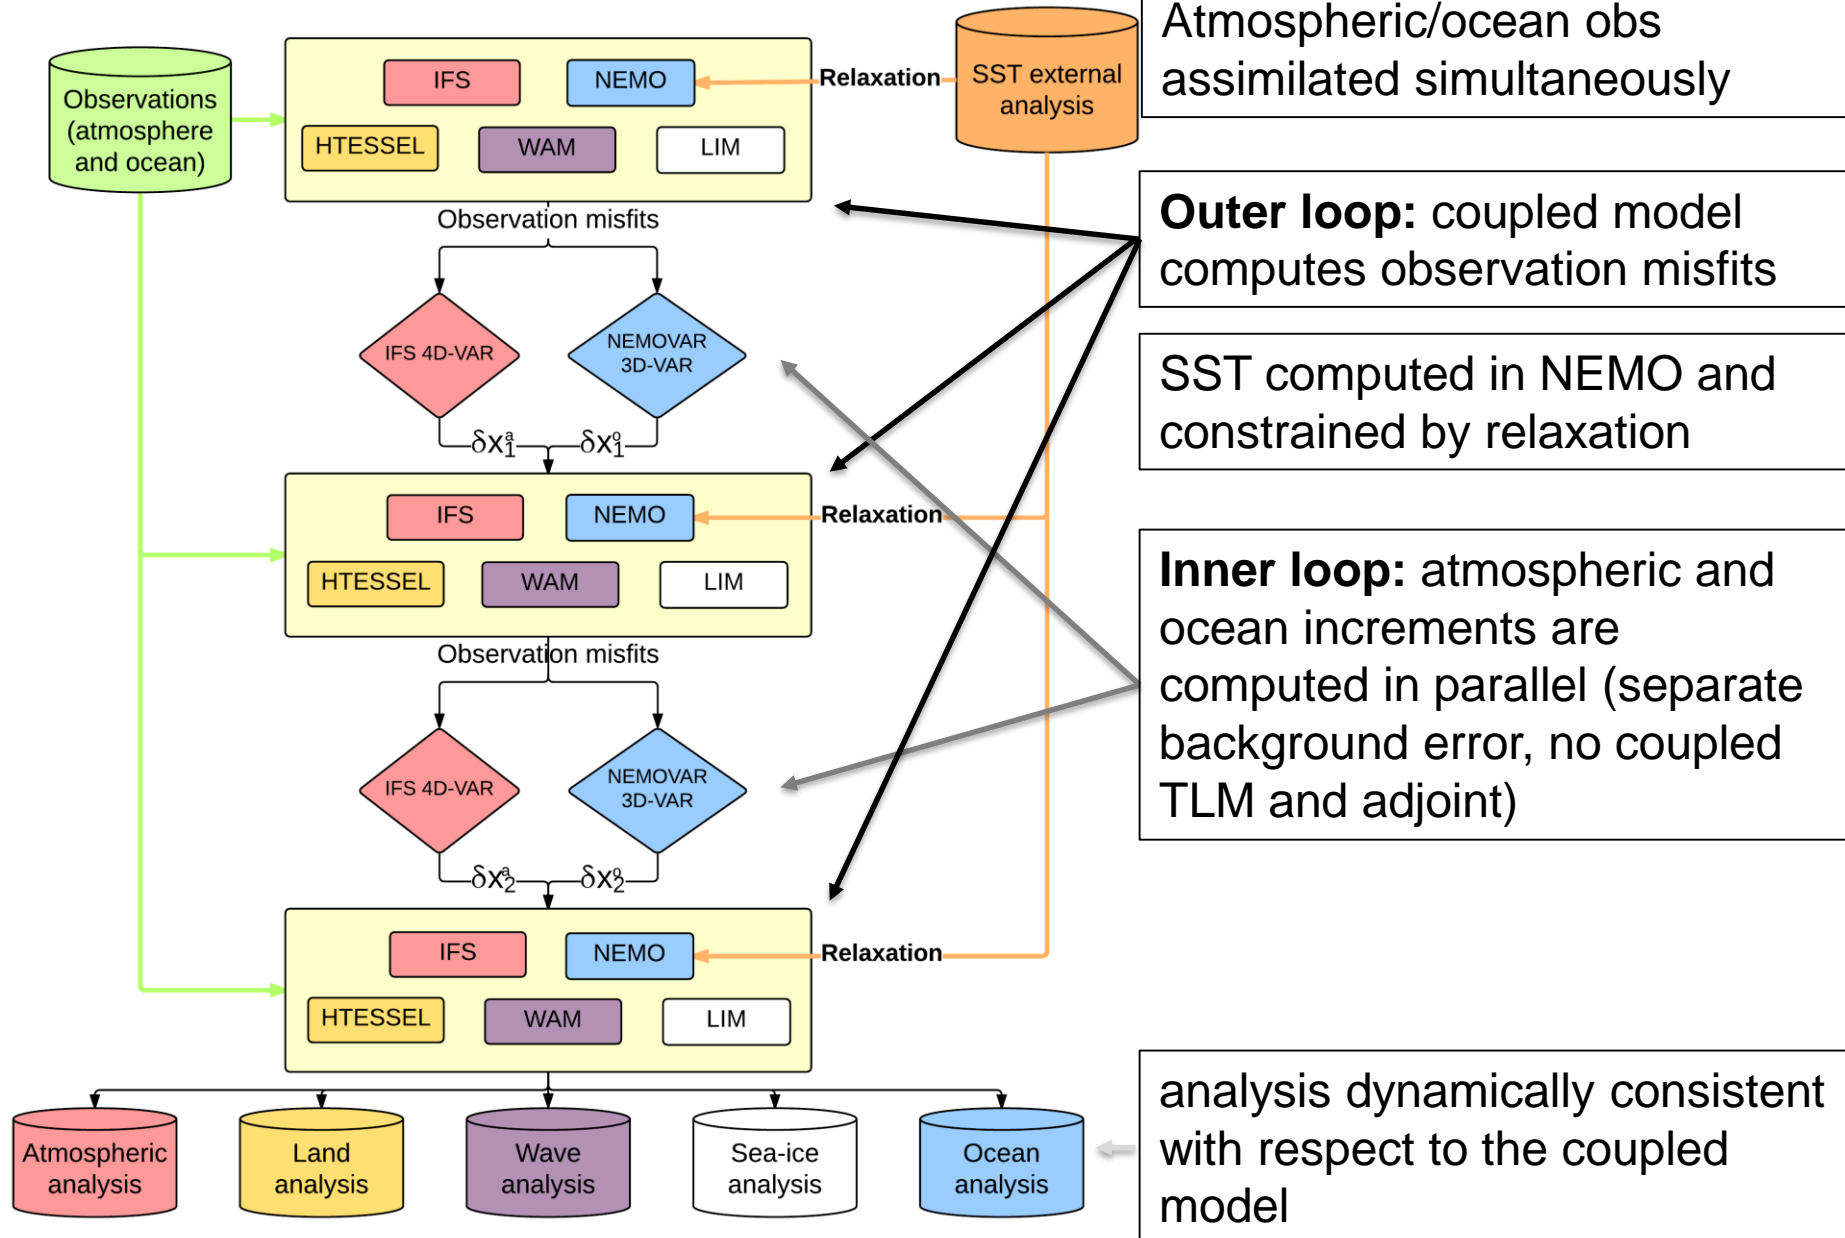 Observations
(atmosphere
and ocean)
IFS
NEMO
HTESSEL
WAM
LIM
Relaxation
SST external
analysis
Atmospheric/ocean obs
assimilated simultaneously
Observation misfits
Outer loop: coupled model
computes observation misfits
IFS 4D-VAR
NEMOVAR
3D-VAR
SST computed in NEMO and
constrained by relaxation
δx₁ᵃ
δx₁ᵒ
IFS
NEMO
HTESSEL
WAM
LIM
Relaxation
Inner loop: atmospheric and
ocean increments are
computed in parallel (separate
background error, no coupled
TLM and adjoint)
Observation misfits
IFS 4D-VAR
NEMOVAR
3D-VAR
δx₂ᵃ
δx₂ᵒ
IFS
NEMO
HTESSEL
WAM
LIM
Relaxation
Atmospheric
analysis
Land
analysis
Wave
analysis
Sea-ice
analysis
Ocean
analysis
analysis dynamically consistent
with respect to the coupled
model